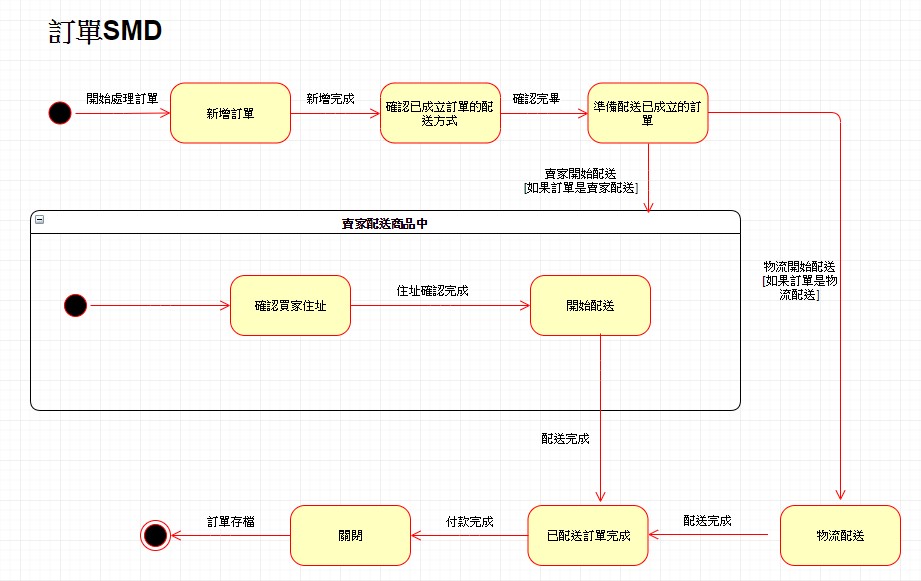 訂單SMD
開始處理訂單
新增訂單
新增完成
確認已成立訂單的配
送方式
確認完畢
準備配送已成立的訂
單
賣家開始配送
[如果訂單是賣家配送]
賣家配送商品中
物流開始配送
[如果訂單是物
流配送]
確認買家住址
住址確認完成
開始配送
配送完成
訂單存檔
關閉
付款完成
已配送訂單完成
配送完成
物流配送